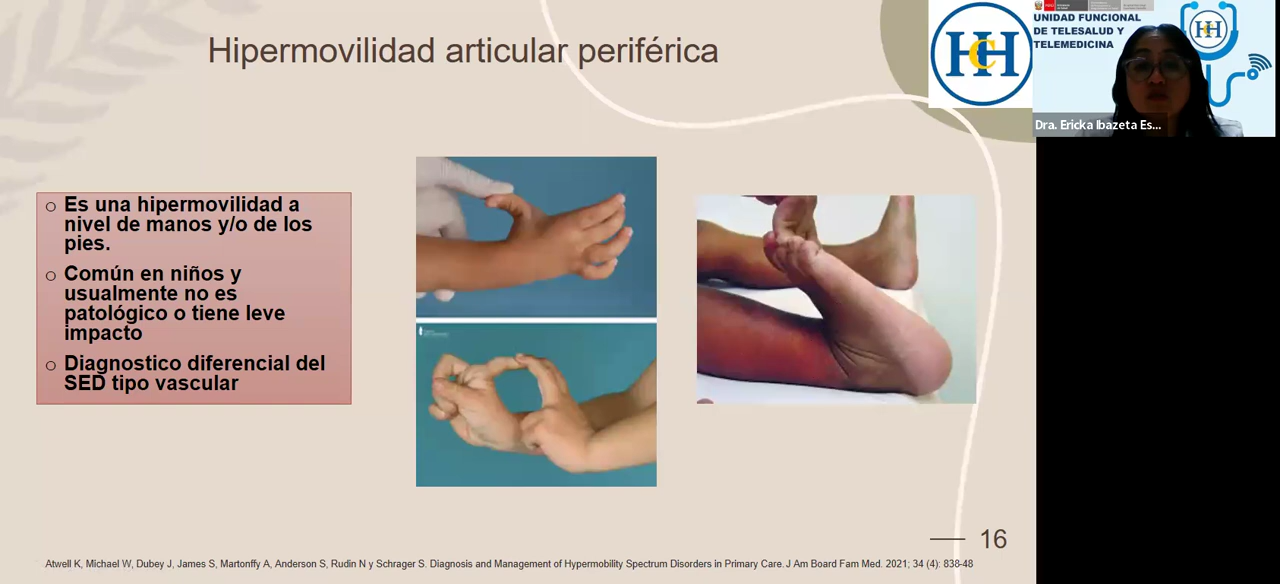 Hipermovilidad articular periférica
HCH
UNIDAD FUNCIONAL
DE TELESALUD Y
TELEMEDICINA
HCH
Dra. Ericka Ibazeta Es...
○ Es una hipermovilidad a
nivel de manos y/o de los
pies.
○ Común en niños y
usualmente no es
patológico o tiene leve
impacto
○ Diagnostico diferencial del
SED tipo vascular
16
Atwell K, Michael W, Dubey J, James S, Martonffy A, Anderson S, Rudin N y Schrager S. Diagnosis and Management of Hypermobility Spectrum Disorders in Primary Care. J Am Board Fam Med. 2021; 34 (4): 838-48